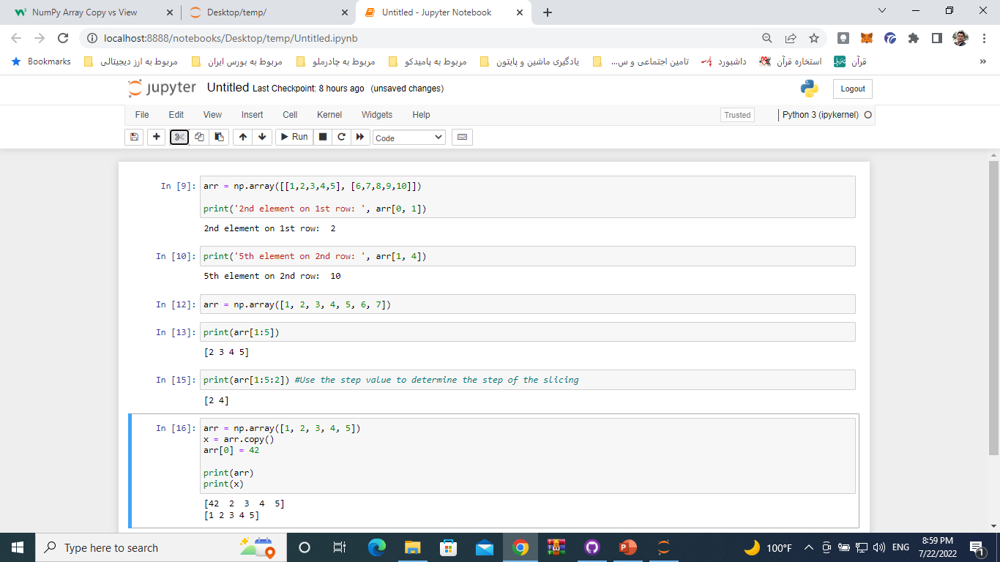 NumPy Array Copy vs View
Desktop/temp/
Untitled - Jupyter Notebook
localhost:8888/notebooks/Desktop/temp/Untitled.ipynb
Bookmarks
مربوط به ارز دیجیتالی
مربوط به بورس ایران
مربوط به چادرملو
مربوط به پامیدکو
یادگیری ماشین و پایتون
تامین اجتماعی و س...
داشبورد
استخاره قرآن
قرآن
»
jupyter Untitled Last Checkpoint: 8 hours ago (unsaved changes)
Logout
File Edit View Insert Cell Kernel Widgets Help
Trusted
Python 3 (ipykernel)
Run
Code
In [9]: arr = np.array([[1,2,3,4,5], [6,7,8,9,10]])
print('2nd element on 1st row: ', arr[0, 1])
2nd element on 1st row:  2
In [10]: print('5th element on 2nd row: ', arr[1, 4])
5th element on 2nd row:  10
In [12]: arr = np.array([1, 2, 3, 4, 5, 6, 7])
In [13]: print(arr[1:5])
[2 3 4 5]
In [15]: print(arr[1:5:2]) #Use the step value to determine the step of the slicing
[2 4]
In [16]: arr = np.array([1, 2, 3, 4, 5])
x = arr.copy()
arr[0] = 42
print(arr)
print(x)
[42  2  3  4  5]
[1 2 3 4 5]
Type here to search
100°F
ENG
8:59 PM
7/22/2022
1